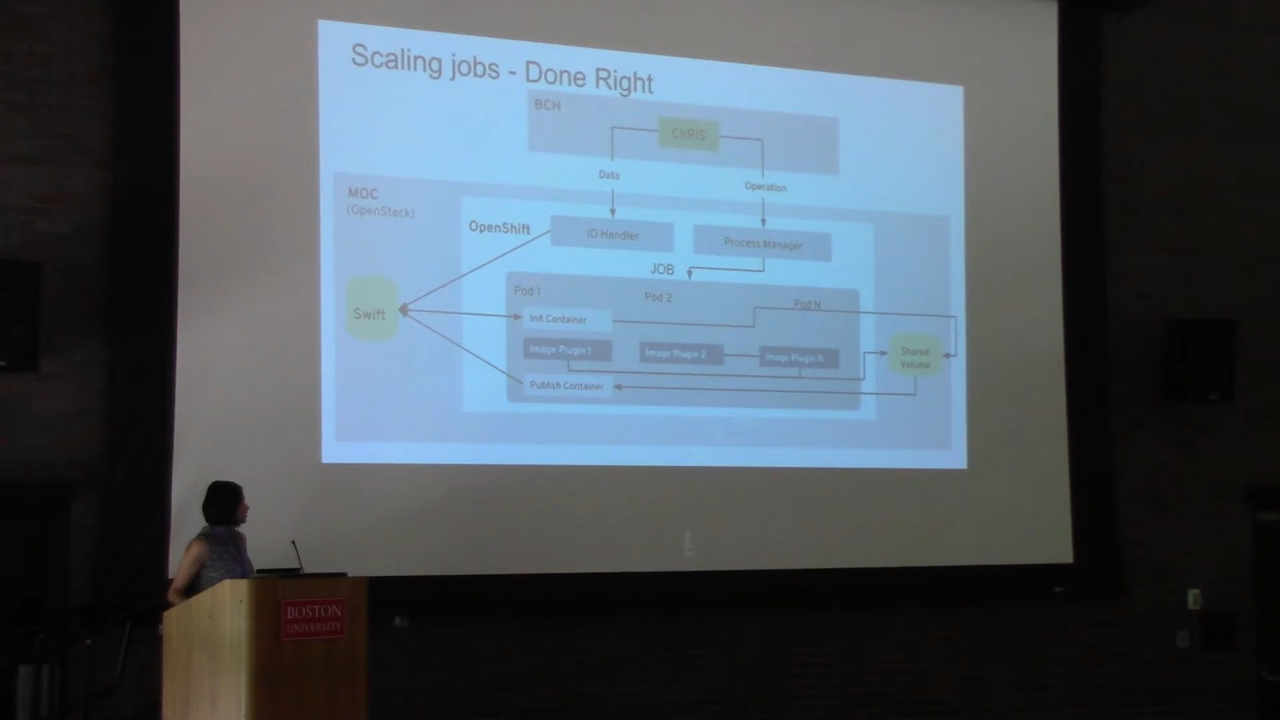 Scaling jobs - Done Right
BCH
ChRIS
Data
Operation
MOC
(OpenStack)
OpenShift
IO Handler
Process Manager
JOB
Pod 1
Pod 2
Pod N
Swift
Init Container
Image Plugin 1
Image Plugin 2
Image Plugin N
Shared
Volume
Publish Container
BOSTON
UNIVERSITY